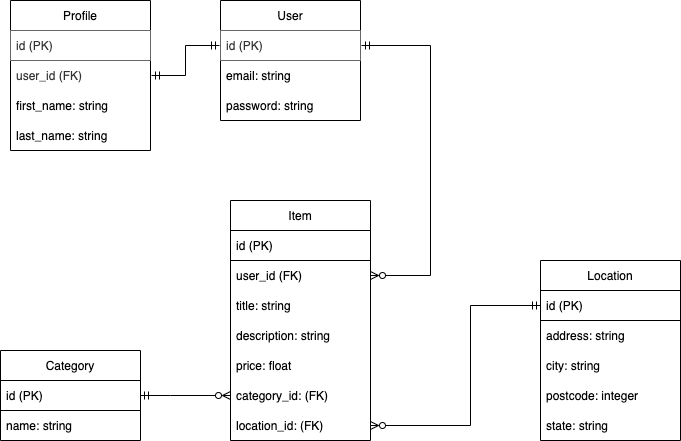 Profile
id (PK)
user_id (FK)
first_name: string
last_name: string
User
id (PK)
email: string
password: string
Item
id (PK)
user_id (FK)
title: string
description: string
price: float
category_id: (FK)
location_id: (FK)
Location
id (PK)
address: string
city: string
postcode: integer
state: string
Category
id (PK)
name: string